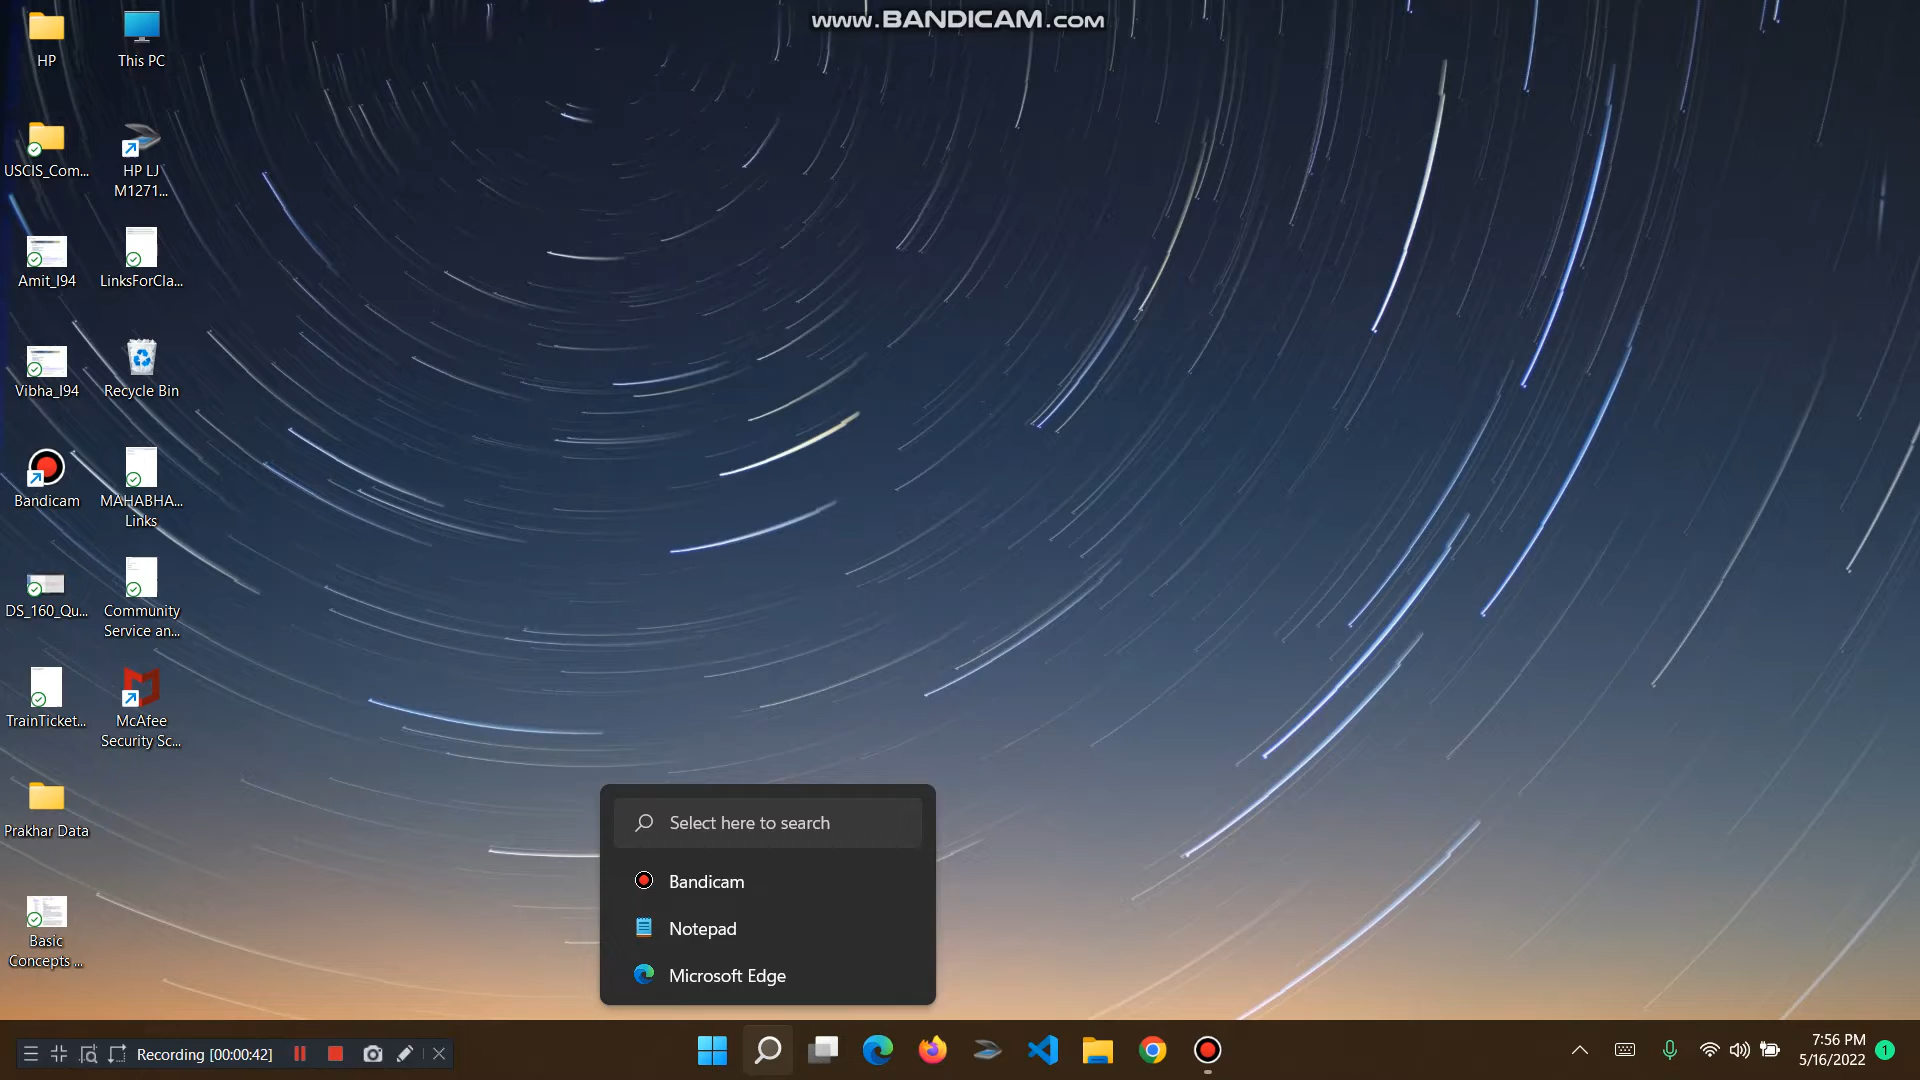 www.BANDICAM.com
HP
This PC
USCIS_Com...
HP LJ
M1271...
Amit_I94
LinksForCla...
Vibha_I94
Recycle Bin
Bandicam
MAHABHA...
Links
DS_160_Qu...
Community
Service an...
TrainTicket...
McAfee
Security Sc...
Prakhar Data
Basic
Concepts ...
Select here to search
Bandicam
Notepad
Microsoft Edge
Recording [00:00:42]
7:56 PM
5/16/2022
1